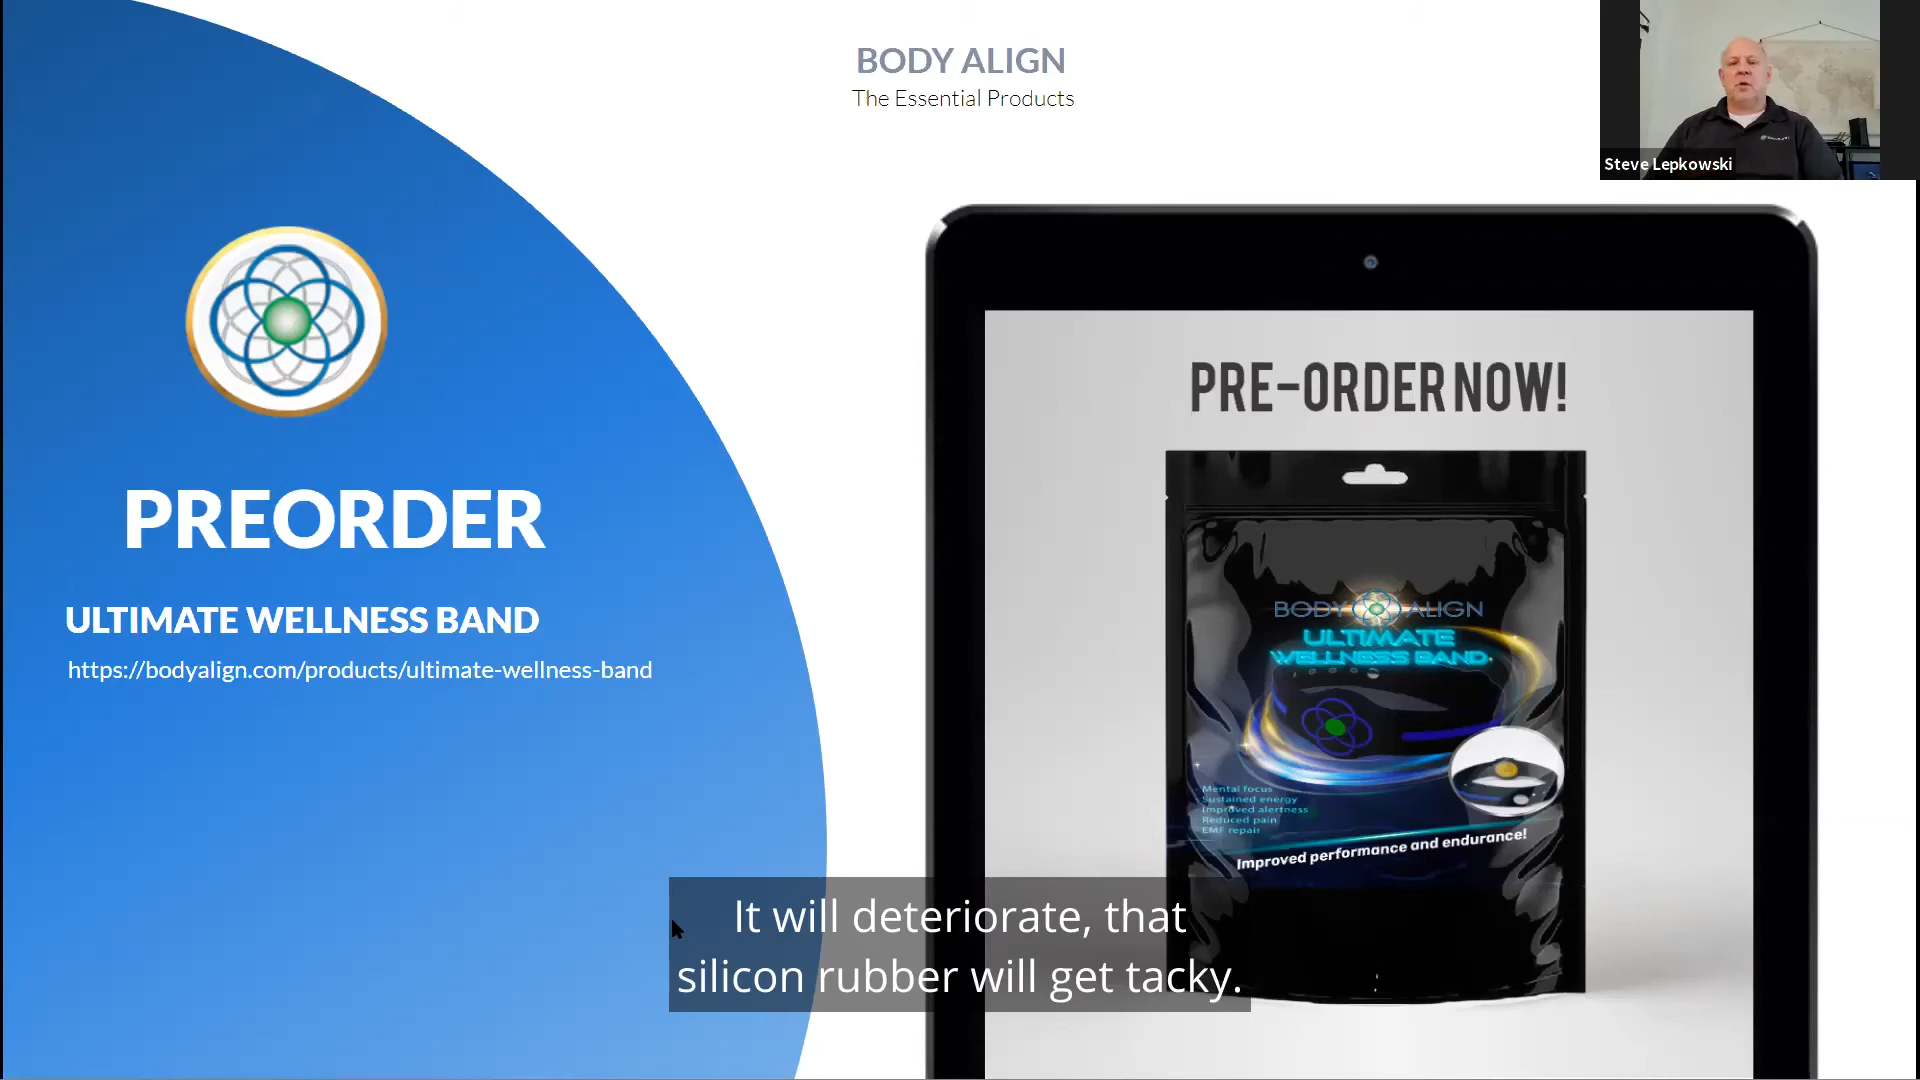 BODY ALIGN
The Essential Products
Steve Lepkowski
PREORDER
ULTIMATE WELLNESS BAND
https://bodyalign.com/products/ultimate-wellness-band
PRE-ORDER NOW!
BODY ALIGN
ULTIMATE
WELLNESS BAND
Mental focus
Sustained energy
Improved alertness
Reduced pain
EMF repair
Improved performance and endurance!
It will deteriorate, that
silicon rubber will get tacky.